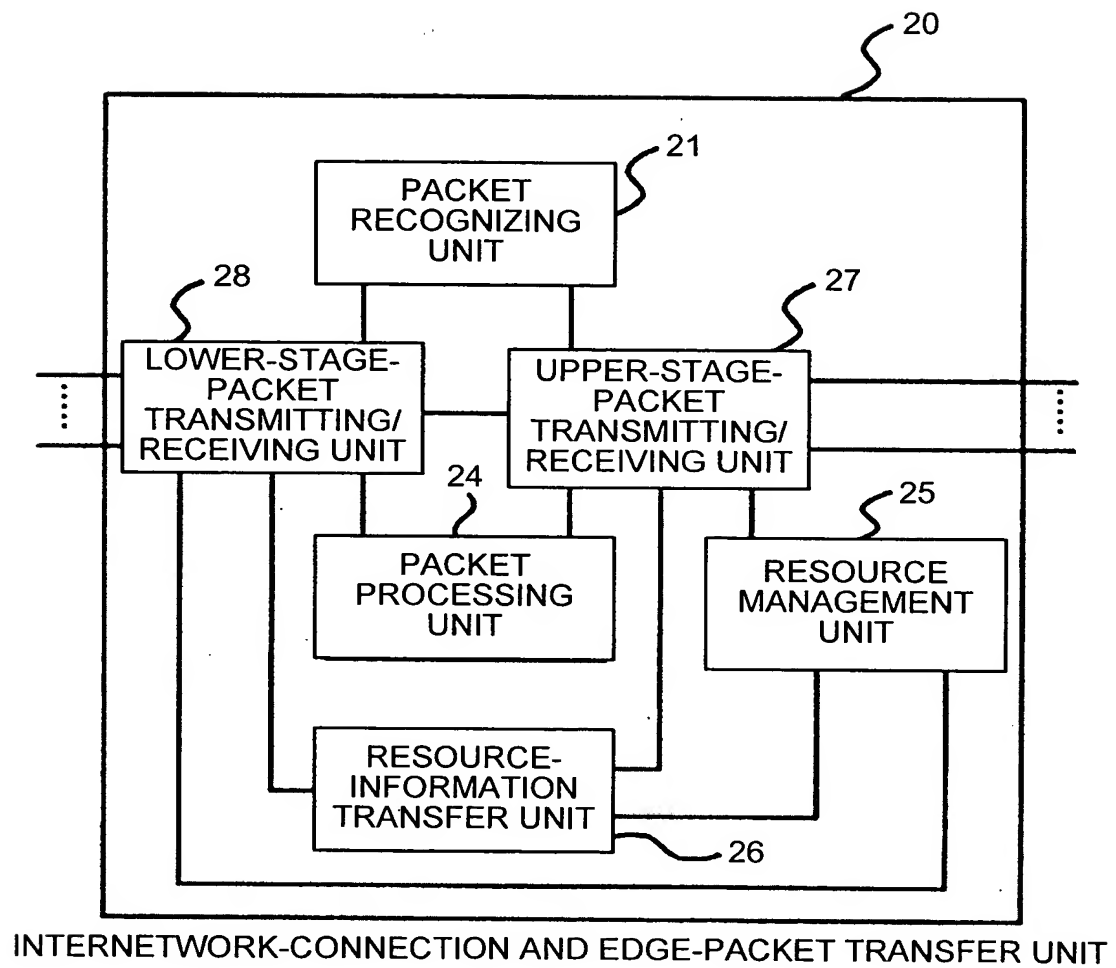 20
21
PACKET
RECOGNIZING
UNIT
28
27
LOWER-STAGE-
PACKET
TRANSMITTING/
RECEIVING UNIT
UPPER-STAGE-
PACKET
TRANSMITTING/
RECEIVING UNIT
24
25
PACKET
PROCESSING
UNIT
RESOURCE
MANAGEMENT
UNIT
RESOURCE-
INFORMATION
TRANSFER UNIT
26
INTERNETWORK-CONNECTION AND EDGE-PACKET TRANSFER UNIT